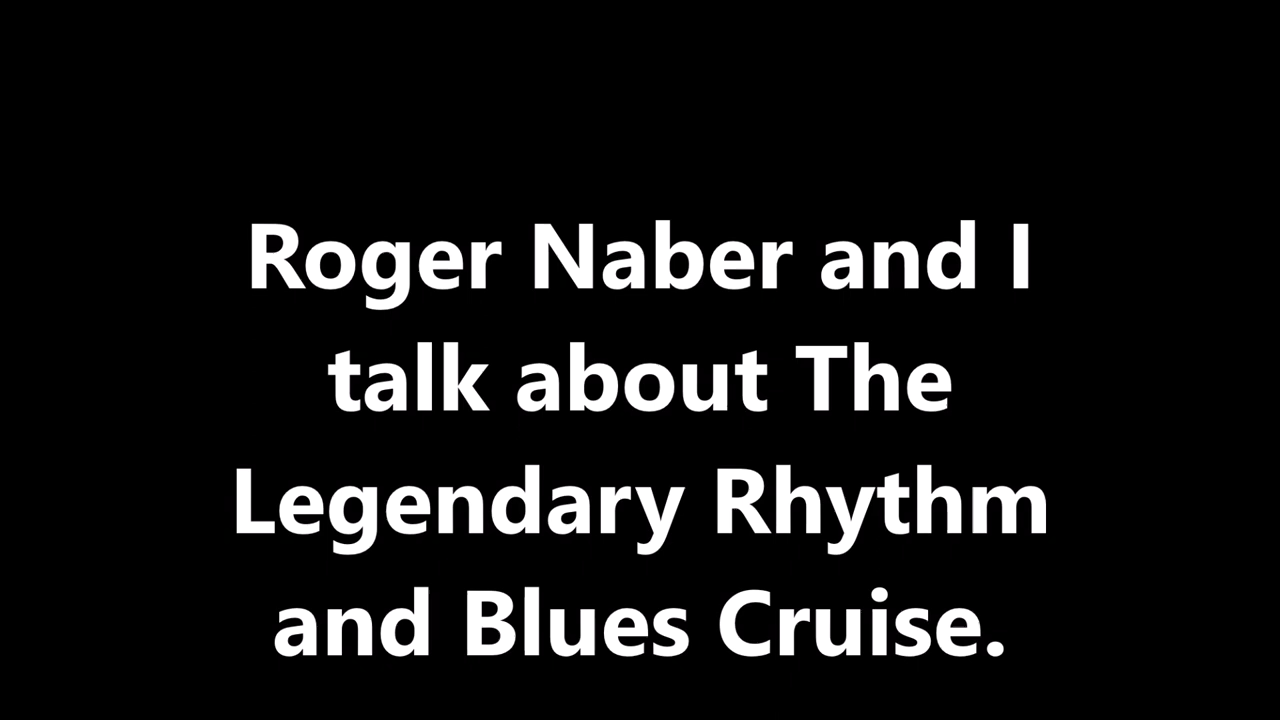 Roger Naber and I
talk about The
Legendary Rhythm
and Blues Cruise.